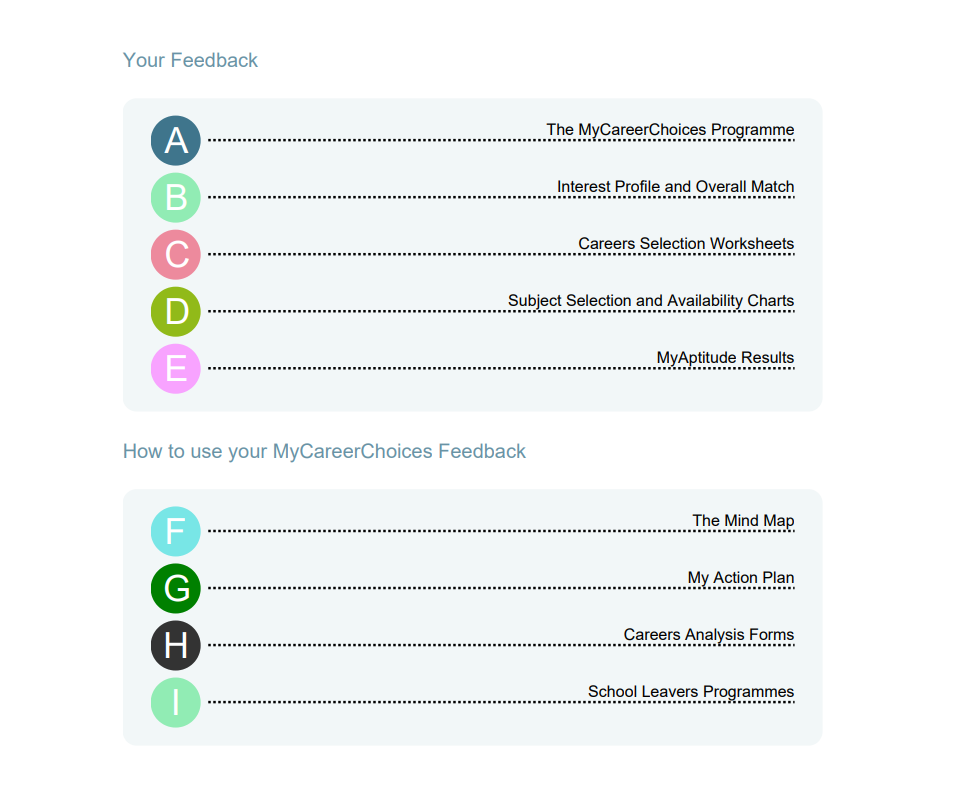 Your Feedback
A The MyCareerChoices Programme
B Interest Profile and Overall Match
C Careers Selection Worksheets
D Subject Selection and Availability Charts
E MyAptitude Results
How to use your MyCareerChoices Feedback
F The Mind Map
G My Action Plan
H Careers Analysis Forms
I School Leavers Programmes